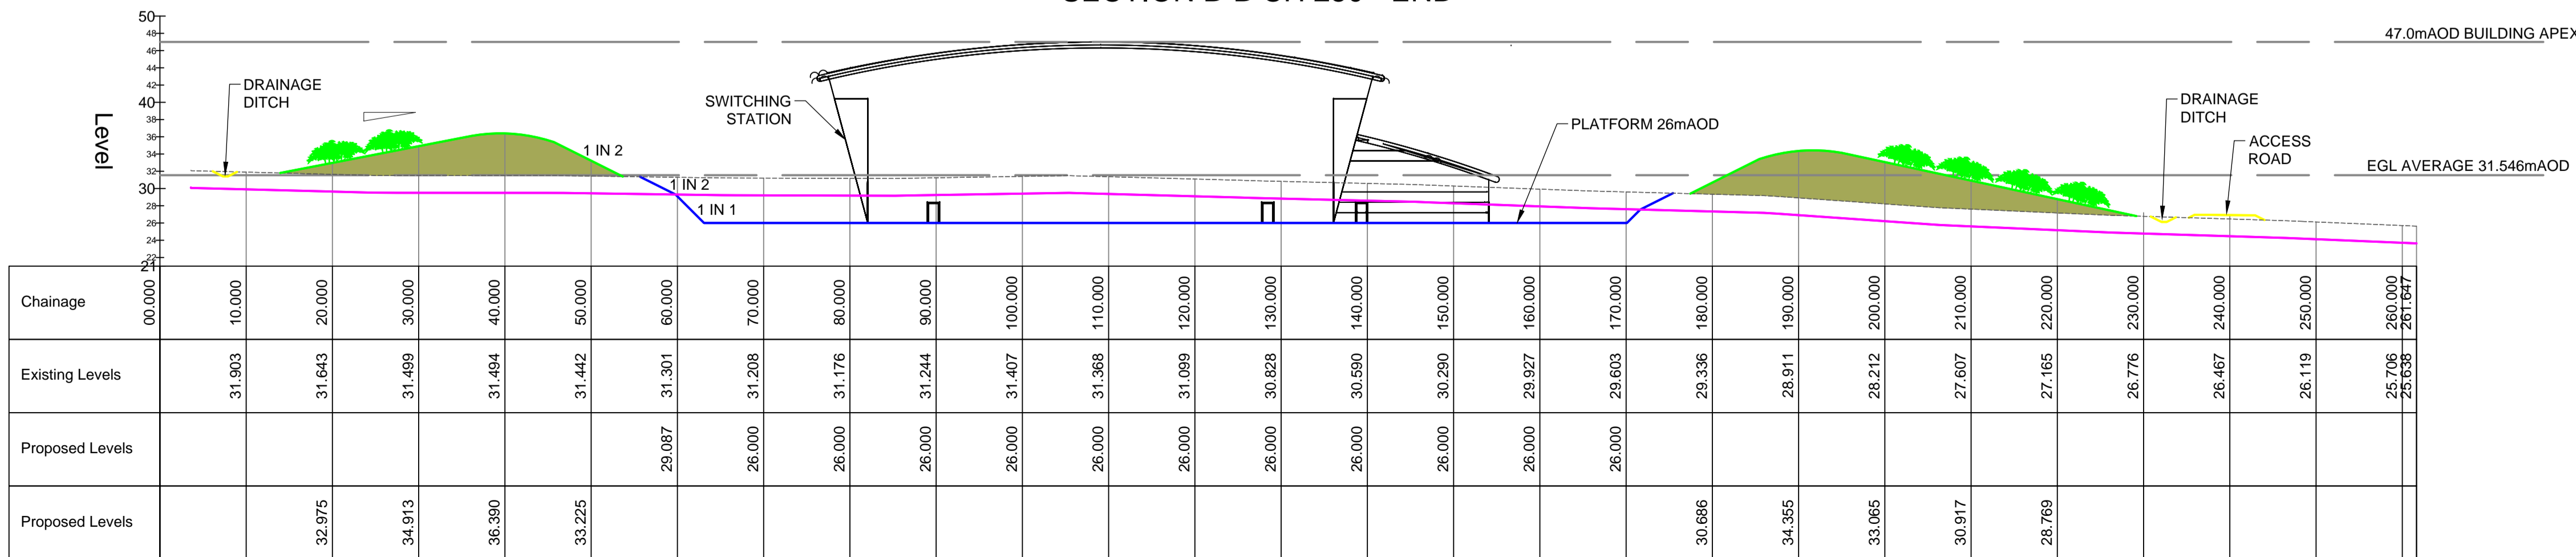 50
48
46
44
42
40
38
36
34
32
30
28
26
24
22
21
Level
47.0mAOD BUILDING APEX
DRAINAGE
DITCH
SWITCHING
STATION
1 IN 2
1 IN 2
1 IN 1
PLATFORM 26mAOD
DRAINAGE
DITCH
ACCESS
ROAD
EGL AVERAGE 31.546mAOD
Chainage 00.000 10.000 20.000 30.000 40.000 50.000 60.000 70.000 80.000 90.000 100.000 110.000 120.000 130.000 140.000 150.000 160.000 170.000 180.000 190.000 200.000 210.000 220.000 230.000 240.000 250.000 260.000 261.647
Existing Levels 31.903 31.643 31.499 31.494 31.442 31.301 31.208 31.176 31.244 31.407 31.368 31.099 30.828 30.590 30.290 29.927 29.603 29.336 28.911 28.212 27.607 27.165 26.776 26.467 26.119 25.706 25.638
Proposed Levels 29.087 26.000 26.000 26.000 26.000 26.000 26.000 26.000 26.000 26.000 26.000 26.000
Proposed Levels 32.975 34.913 36.390 33.225 30.686 34.355 33.065 30.917 28.769